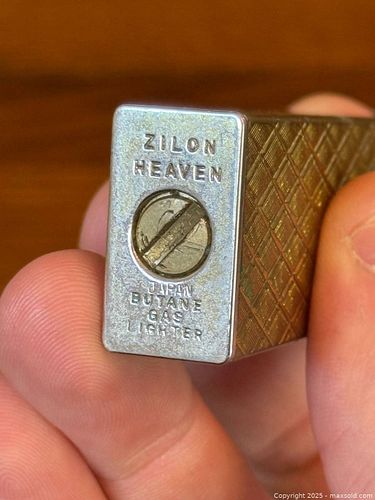 ZILON
HEAVEN
JAPAN
BUTANE
GAS
LIGHTER
Copyright 2025 - maxsold.com